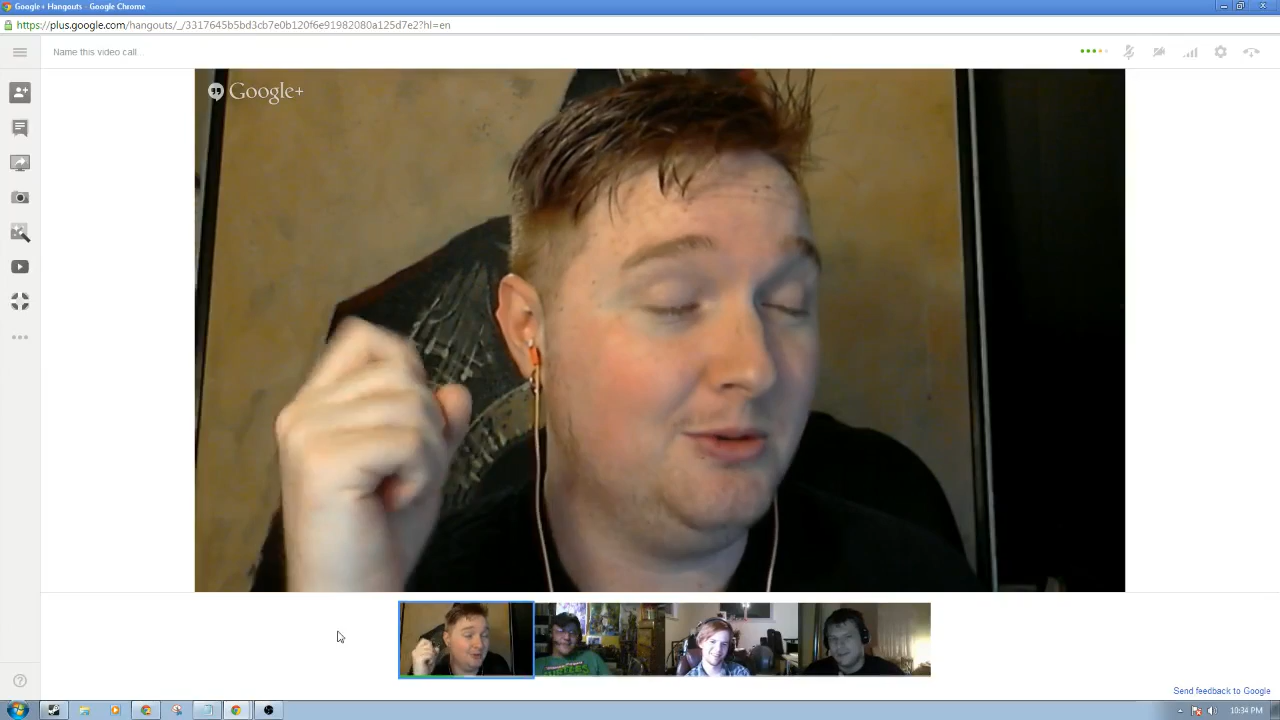 Google+ Hangouts - Google Chrome
https://plus.google.com/hangouts/_/3317645b5bd3cb7e0b120f6e91982080a125d7e2?hl=en
Name this video call...
Google+
TURTLES
Send feedback to Google
10:34 PM